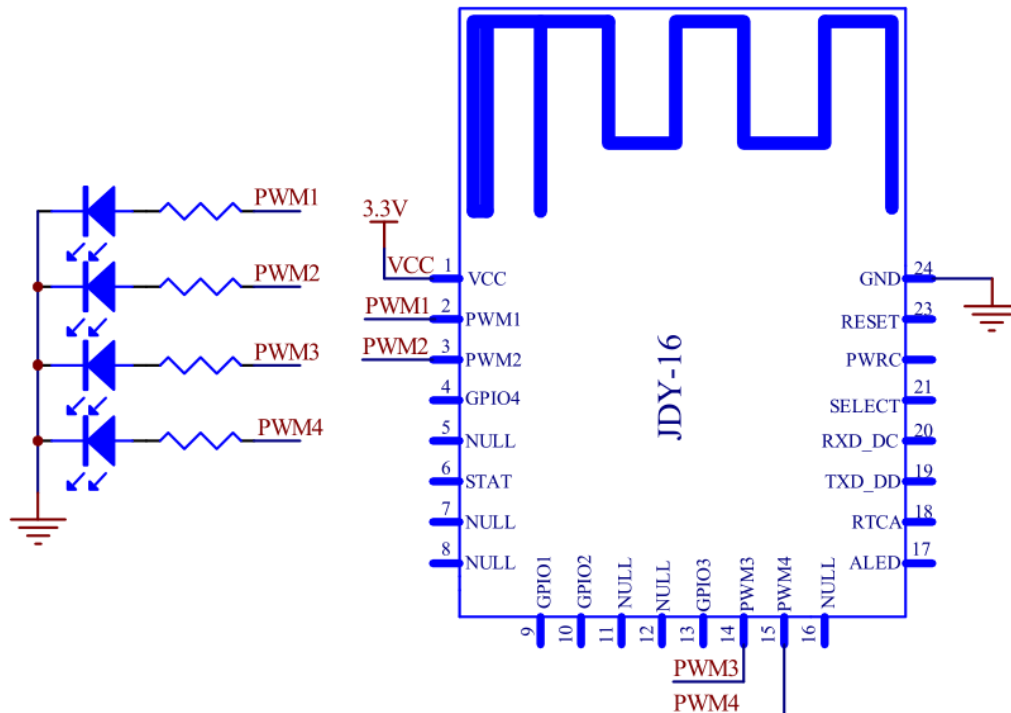 PWM1
PWM2
PWM3
PWM4
3.3V
VCC
PWM1
PWM2
1 VCC
2 PWM1
3 PWM2
4 GPIO4
5 NULL
6 STAT
7 NULL
8 NULL
JDY-16
GND 24
RESET 23
PWRC
SELECT 21
RXD_DC 20
TXD_DD 19
RTCA 18
ALED 17
9 GPIO1
10 GPIO2
11 NULL
12 NULL
13 GPIO3
14 PWM3
15 PWM4
16 NULL
PWM3
PWM4